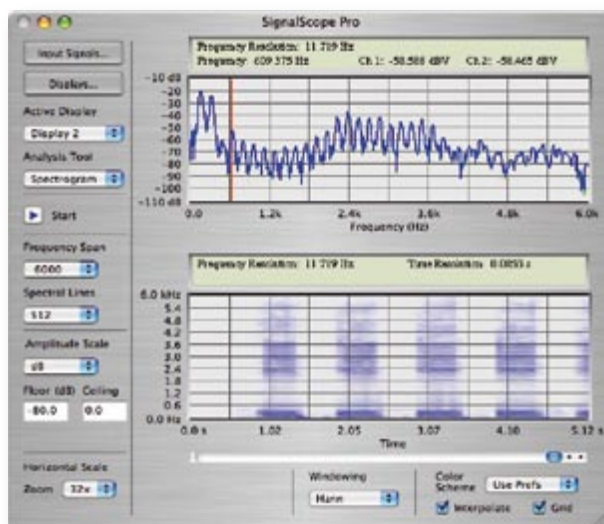 SignalScope Pro
Input Signals...
Displays...
Active Display
Display 2
Analysis Tool
Spectrogram
Start
Frequency Span
6000
Spectral Lines
512
Amplitude Scale
dB
Floor (dB) Ceiling
-80.0 0.0
Horizontal Scale
Zoom 32x
Frequency Resolution: 11.719 Hz
Frequency: 609.375 Hz Ch 1: -58.588 dBV Ch 2: -58.465 dBV
-10 dB
-20
-30
-40
-50
-60
-70
-80
-90
-100
-110 dB
0.0 1.2k 2.4k 3.6k 4.8k 6.0k
Frequency (Hz)
Frequency Resolution: 11.719 Hz Time Resolution: 0.0853 s
6.0 kHz
5.4
4.8
4.2
3.6
3.0
2.4
1.8
1.2
0.6
0.0 Hz
0.0 s 1.02 2.05 3.07 4.10 5.12
Time
Windowing
Hann
Color
Scheme
Use Prefs
Interpolate Grid